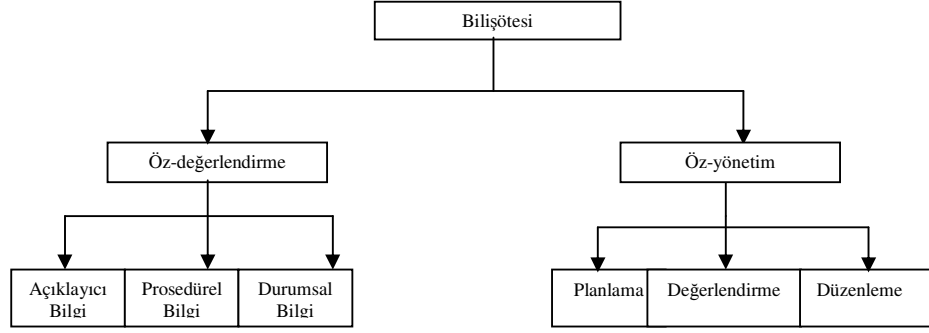 Bilişötesi
Öz-değerlendirme
Öz-yönetim
Açıklayıcı
Bilgi
Prosedürel
Bilgi
Durumsal
Bilgi
Planlama
Değerlendirme
Düzenleme